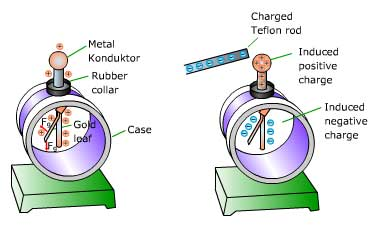 Metal
Konduktor
Rubber
collar
Gold
leaf
Case
Charged
Teflon rod
Induced
positive
charge
Induced
negative
charge